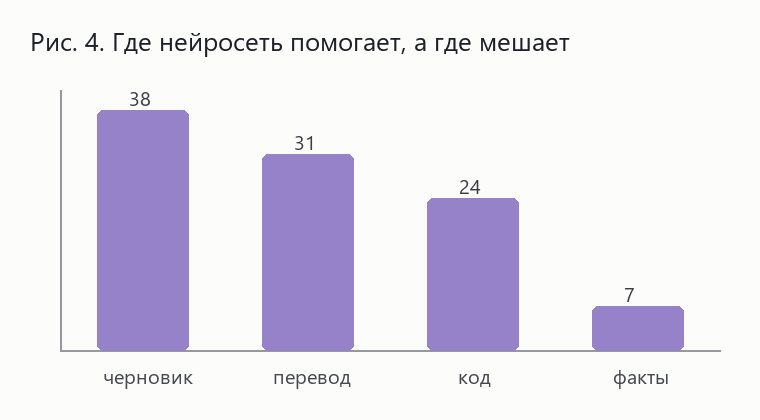 Рис. 4. Где нейросеть помогает, а где мешает
38
31
24
7
черновик
перевод
код
факты